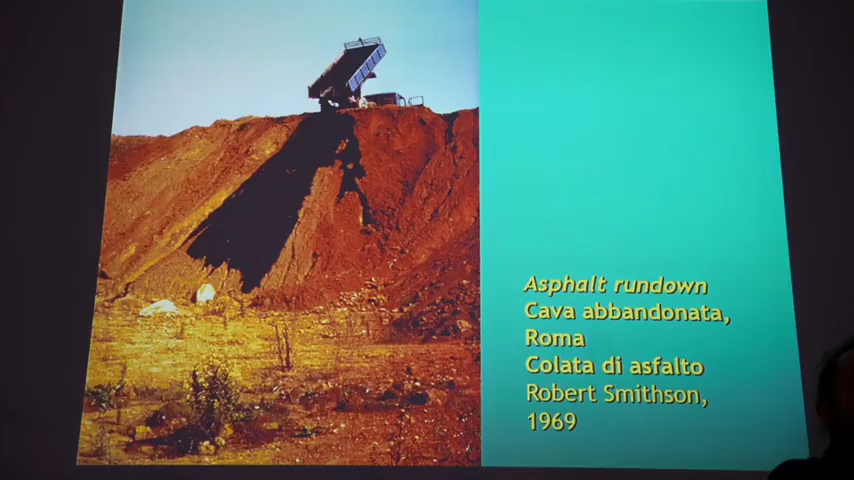 Asphalt rundown
Cava abbandonata,
Roma
Colata di asfalto
Robert Smithson,
1969